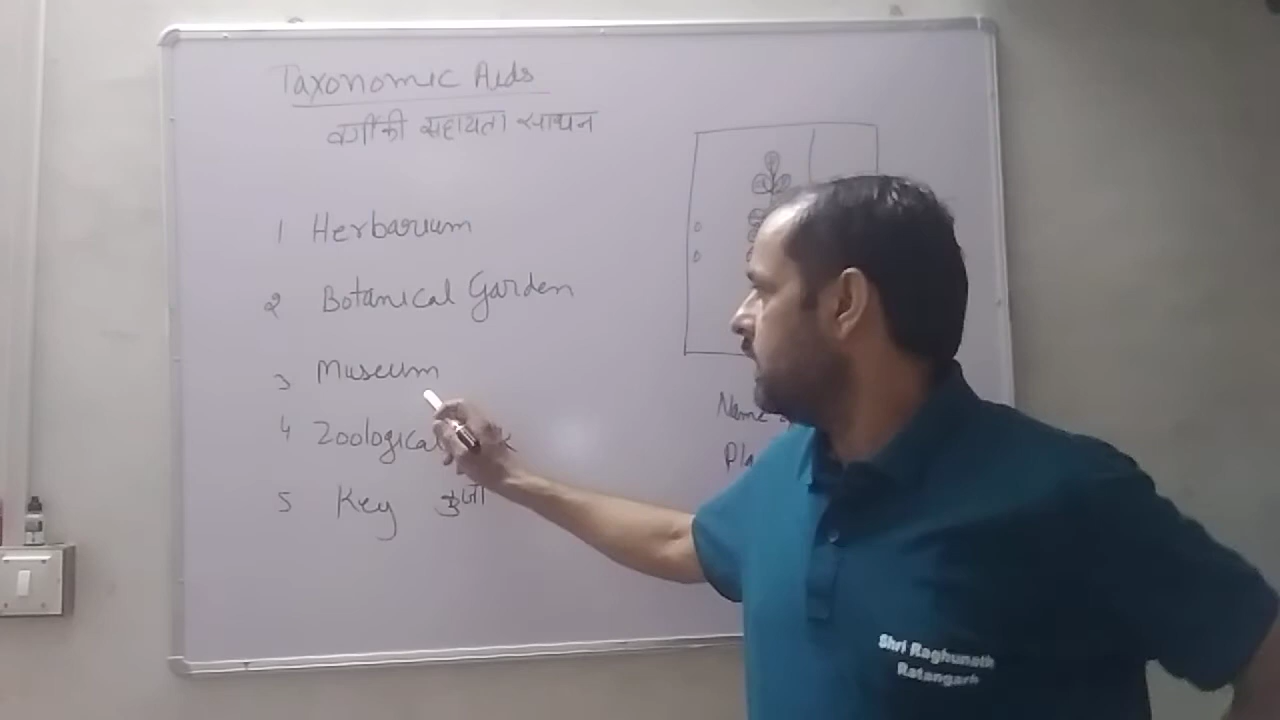 Taxonomic Aids
वर्गीकी सहायता साधन
1 Herbarium
2 Botanical Garden
3 Museum
4 Zoological
5 Key कुंजी
Name
Shri Raghunath
Ratangarh